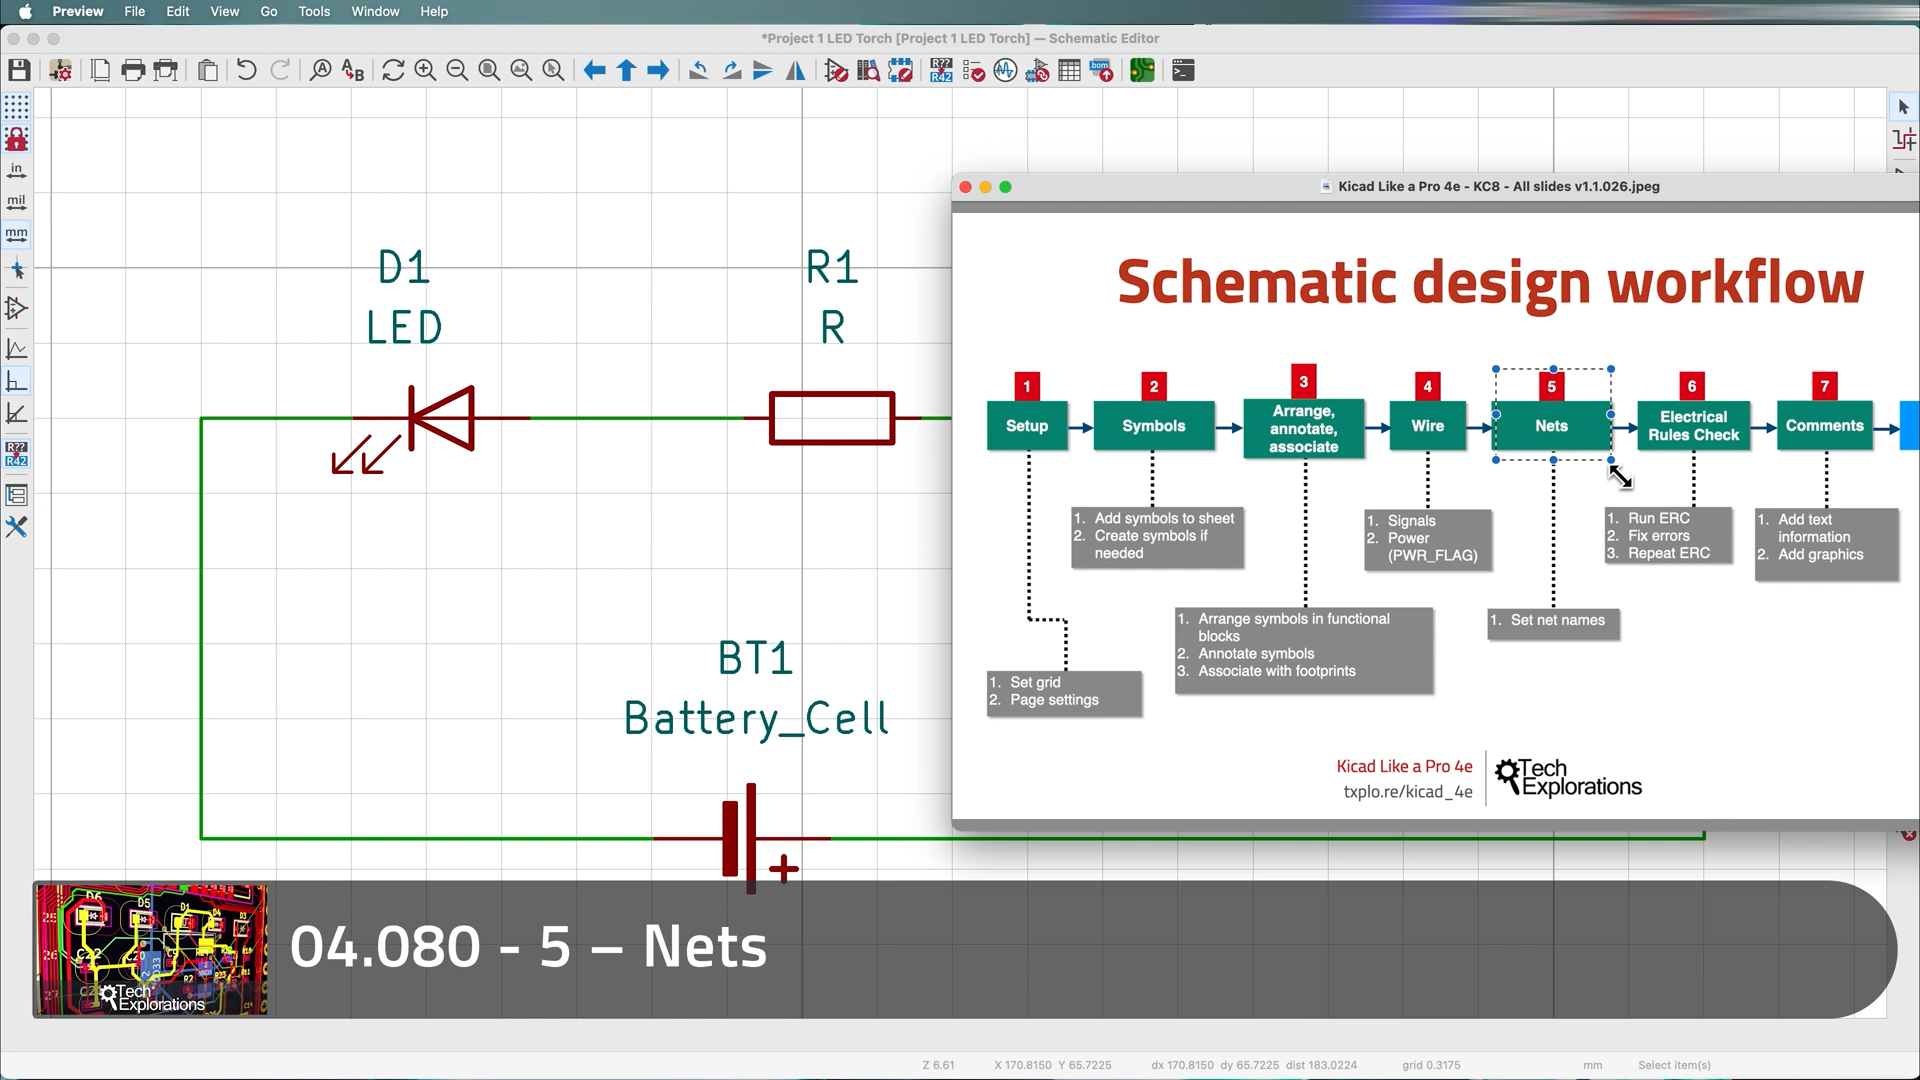 Preview File Edit View Go Tools Window Help
*Project 1 LED Torch [Project 1 LED Torch] — Schematic Editor
in
mil
mm
R??
R42
R??
R42
bom
D1
LED
R1
R
BT1
Battery_Cell
+
Kicad Like a Pro 4e - KC8 - All slides v1.1.026.jpeg
Schematic design workflow
1
Setup
2
Symbols
3
Arrange,
annotate,
associate
4
Wire
5
Nets
6
Electrical
Rules Check
7
Comments
1. Add symbols to sheet
2. Create symbols if
needed
1. Signals
2. Power
(PWR_FLAG)
1. Run ERC
2. Fix errors
3. Repeat ERC
1. Add text
information
2. Add graphics
1. Arrange symbols in functional
blocks
2. Annotate symbols
3. Associate with footprints
1. Set net names
1. Set grid
2. Page settings
Kicad Like a Pro 4e
txplo.re/kicad_4e
Tech
Explorations
04.080 - 5 – Nets
Tech
Explorations
Z 6.61 X 170.8150 Y 65.7225 dx 170.8150 dy 65.7225 dist 183.0224 grid 0.3175 mm Select item(s)